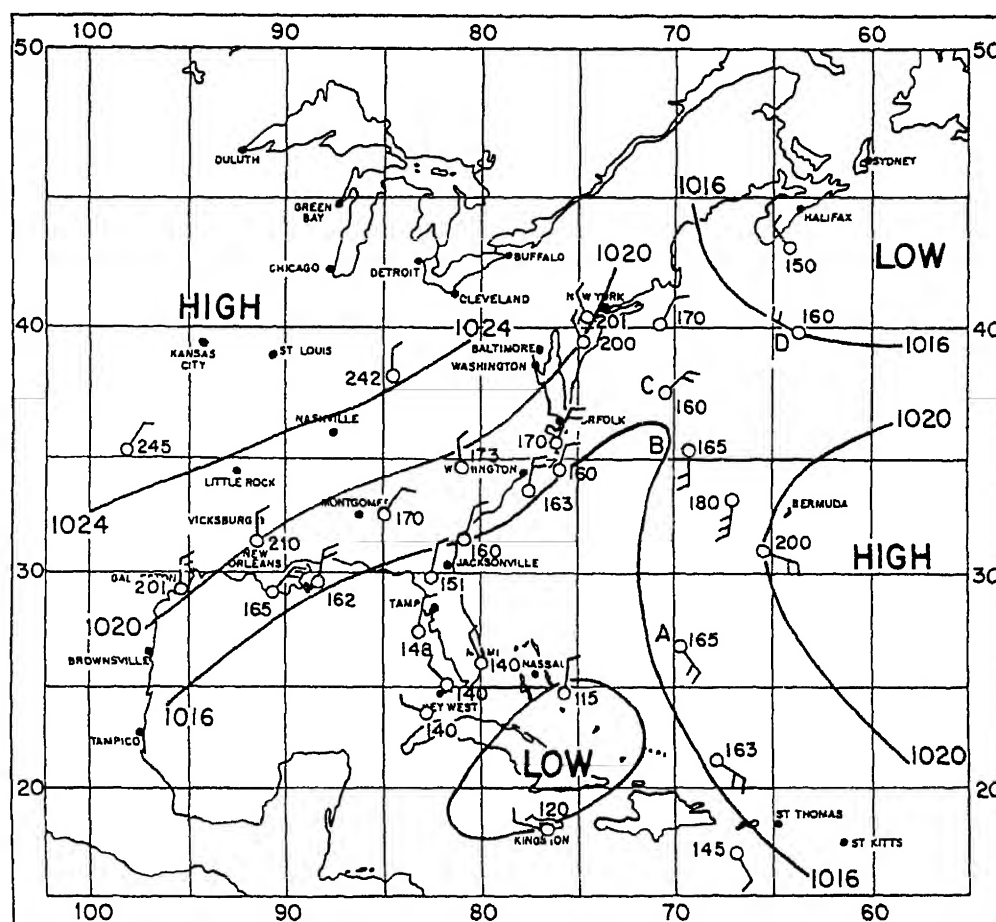 100 90 80 70 60
50 50
DULUTH
SYDNEY
GREEN BAY
1016
HALIFAX
BUFFALO
CHICAGO
DETROIT
1020
150
LOW
CLEVELAND
HIGH
NEW YORK
201
170
160
D
40 1024 40
KANSAS CITY
ST LOUIS
BALTIMORE
200
1016
WASHINGTON
242
C
160
NASHVILLE
NORFOLK
1020
245
170
B
165
173
160
LITTLE ROCK
163
180
BERMUDA
1024
MONTGOMERY
170
VICKSBURG
210
160
200
NEW ORLEANS
JACKSONVILLE
HIGH
30 30
201
165
162
151
1020
TAMP
BROWNSVILLE
148
A
165
140
NASSAU
KEY WEST
140
115
1016
140
TAMPICO
LOW
163
1020
20 20
120
KINGSTON
ST THOMAS
145
ST KITTS
1016
100 90 80 70 60